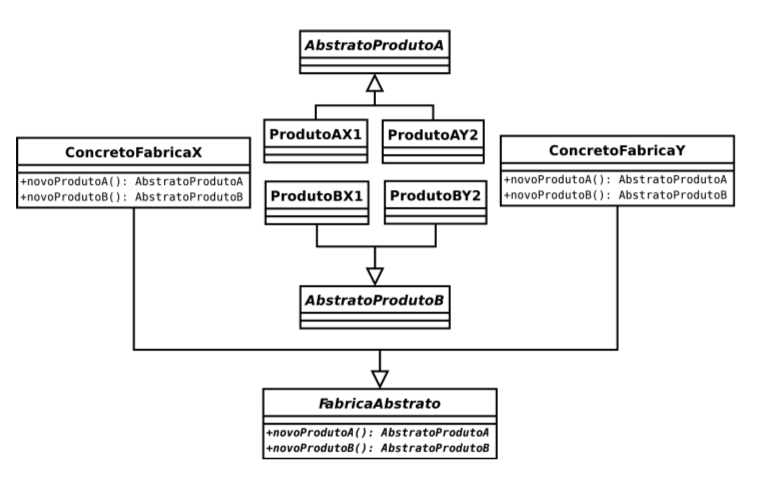 AbstratoProdutoA
ProdutoAX1
ProdutoAY2
ConcretoFabricaX
+novoProdutoA(): AbstratoProdutoA
+novoProdutoB(): AbstratoProdutoB
ConcretoFabricaY
+novoProdutoA(): AbstratoProdutoA
+novoProdutoB(): AbstratoProdutoB
ProdutoBX1
ProdutoBY2
AbstratoProdutoB
FabricaAbstrato
+novoProdutoA(): AbstratoProdutoA
+novoProdutoB(): AbstratoProdutoB